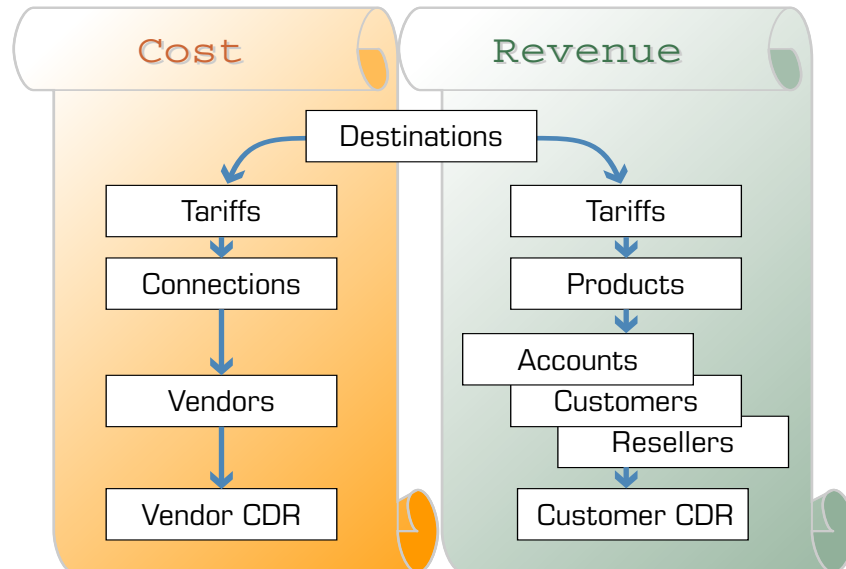 Cost
Revenue
Destinations
Tariffs
Tariffs
Connections
Products
Accounts
Vendors
Customers
Resellers
Vendor CDR
Customer CDR